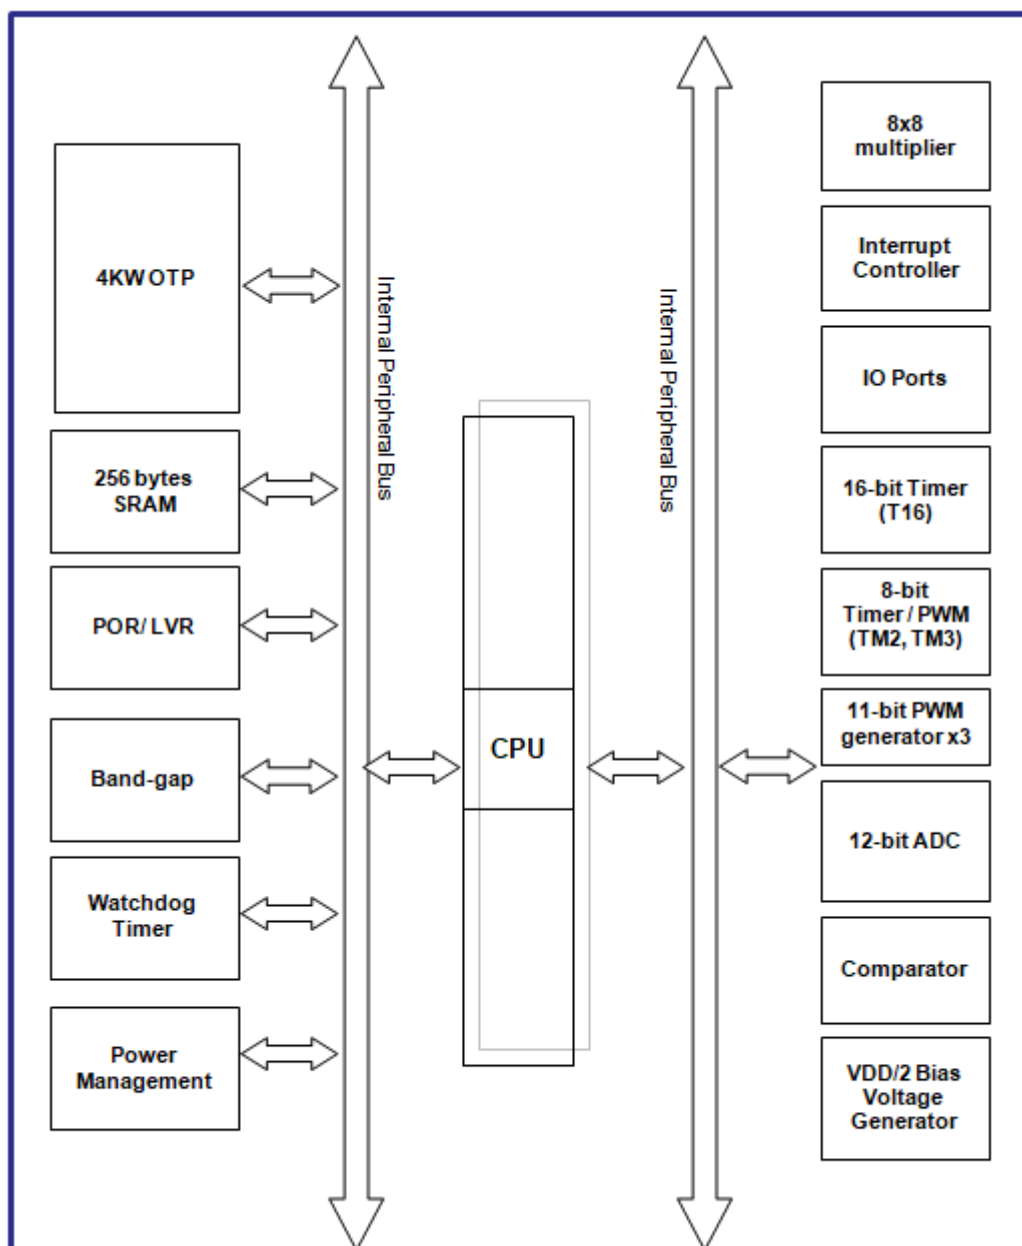 4KW OTP
256 bytes
SRAM
POR/ LVR
Band-gap
Watchdog
Timer
Power
Management
Internal Peripheral Bus
CPU
Internal Peripheral Bus
8x8
multiplier
Interrupt
Controller
IO Ports
16-bit Timer
(T16)
8-bit
Timer / PWM
(TM2, TM3)
11-bit PWM
generator x3
12-bit ADC
Comparator
VDD/2 Bias
Voltage
Generator